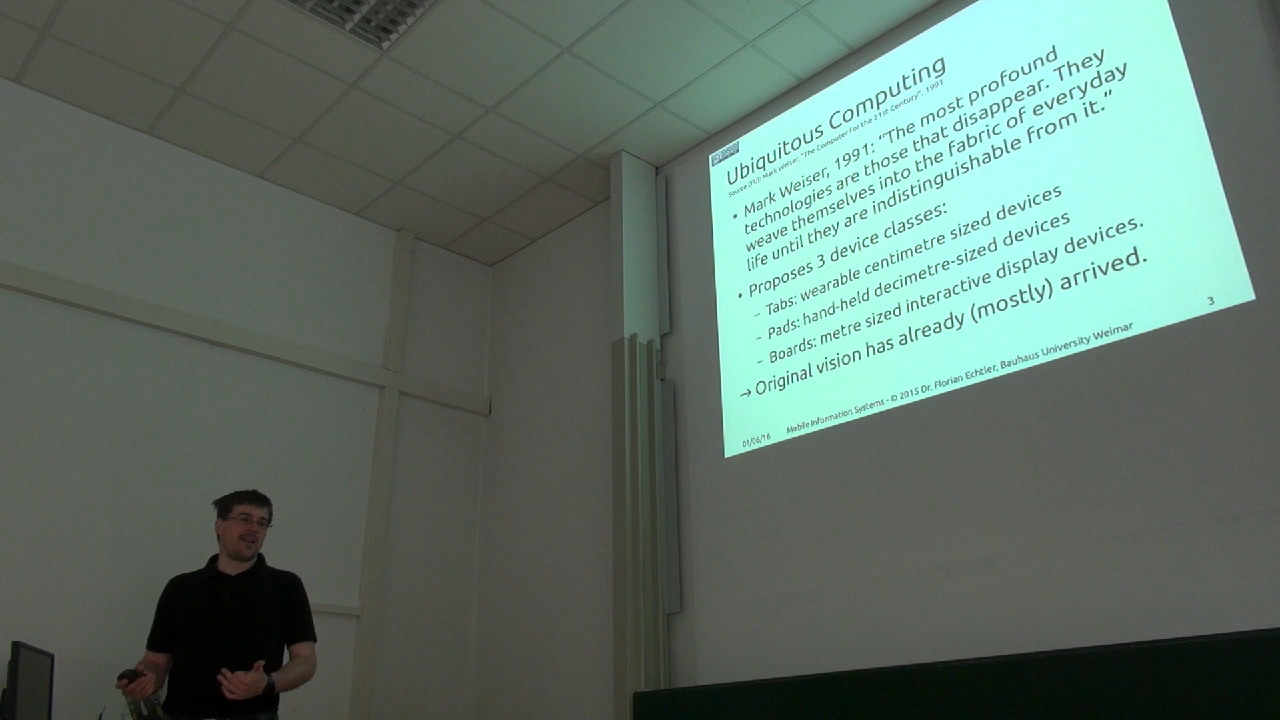 Ubiquitous Computing
Source (FU): Mark Weiser, "The Computer for the 21st Century", 1991
• Mark Weiser, 1991: “The most profound
technologies are those that disappear. They
weave themselves into the fabric of everyday
life until they are indistinguishable from it.”
• Proposes 3 device classes:
– Tabs: wearable centimetre sized devices
– Pads: hand-held decimetre-sized devices
– Boards: metre sized interactive display devices.
→ Original vision has already (mostly) arrived.
01/06/16
Mobile Information Systems - © 2015 Dr. Florian Echtler, Bauhaus University Weimar
3